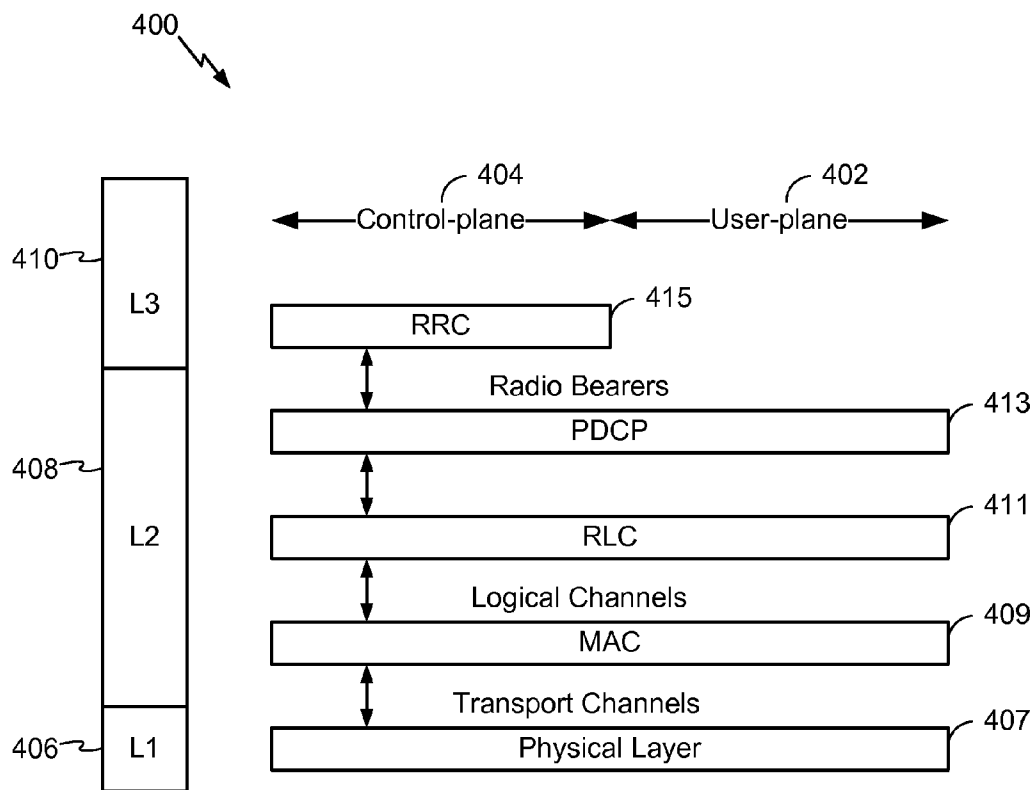 400
404
402
Control-plane
User-plane
410
L3
415
RRC
Radio Bearers
413
PDCP
408
L2
411
RLC
Logical Channels
409
MAC
Transport Channels
407
406
L1
Physical Layer